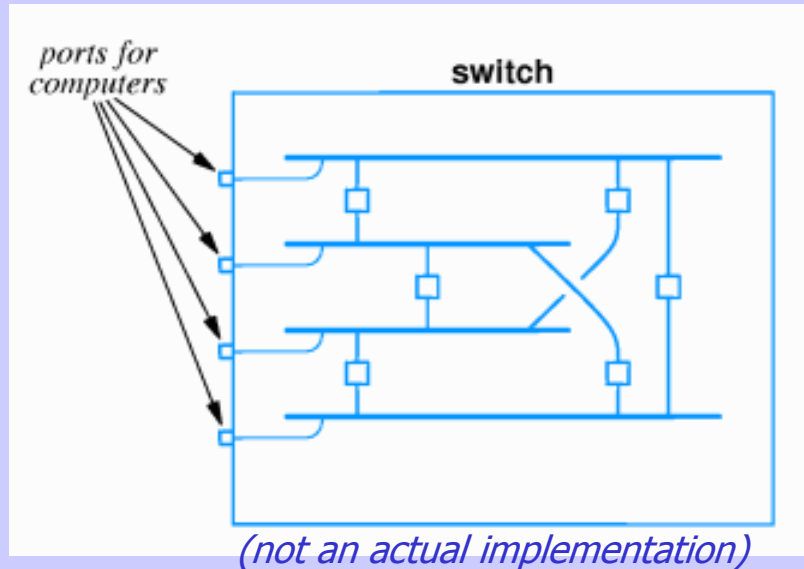 ports for
computers
switch
(not an actual implementation)